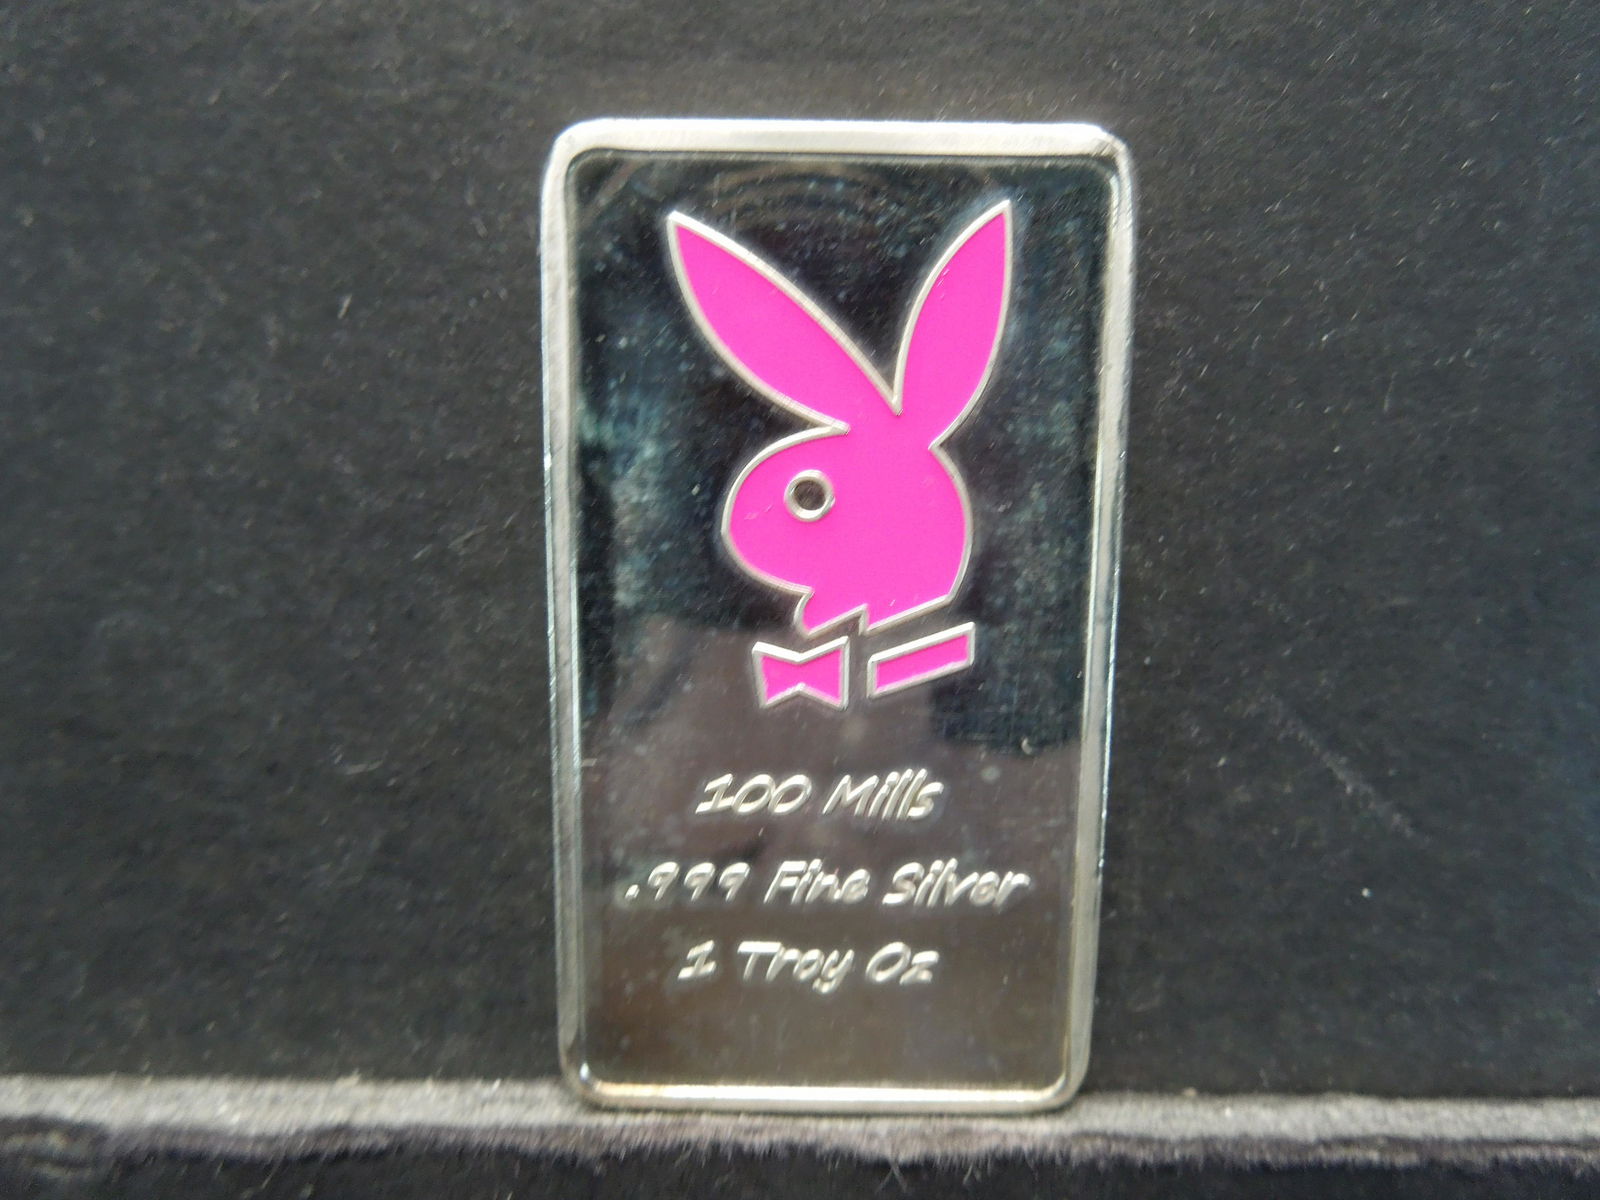 100 Mills
.999 Fine Silver
1 Troy Oz